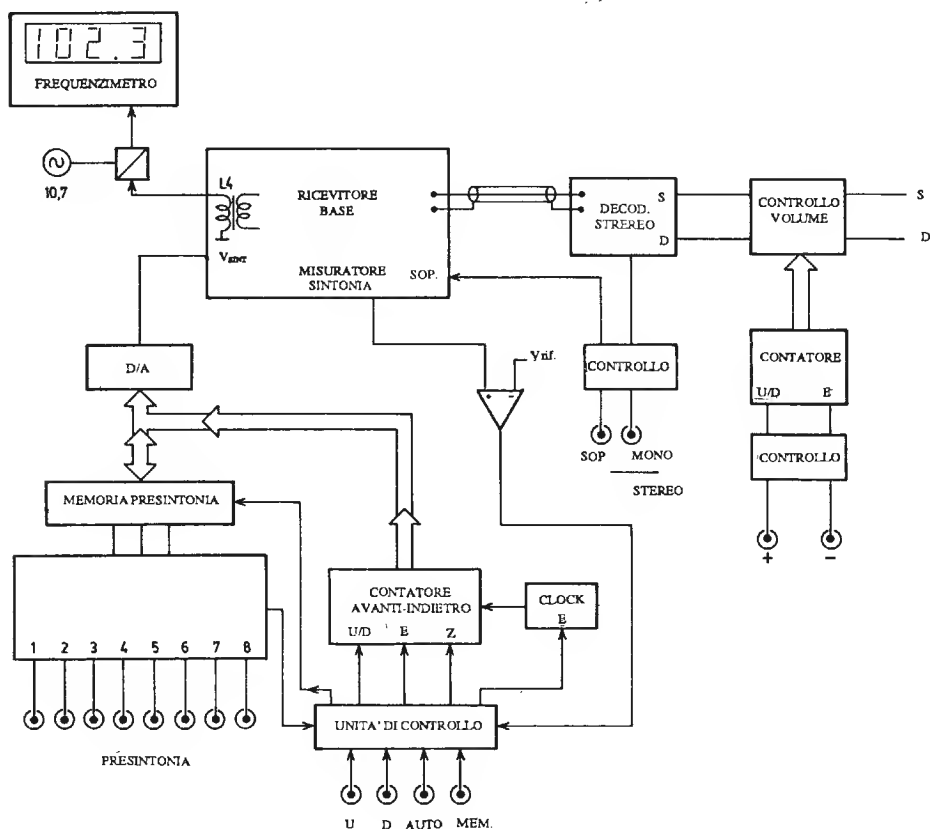 102.3
FREQUENZIMETRO
10,7
L4
RICEVITORE
BASE
VSINT
MISURATORE
SINTONIA
SOP.
DECOD.
STREREO
S
D
CONTROLLO
VOLUME
S
D
D/A
Vrif.
+ -
CONTROLLO
SOP
MONO
STEREO
CONTATORE
U/D E
CONTROLLO
+ -
MEMORIA PRESINTONIA
1 2 3 4 5 6 7 8
PRESINTONIA
CONTATORE
AVANTI-INDIETRO
U/D E Z
CLOCK
E
UNITA' DI CONTROLLO
U D AUTO MEM.